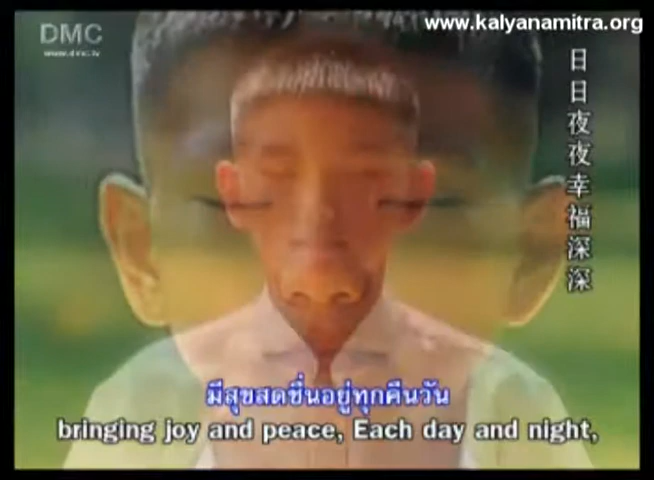 www.kalyanamitra.org
DMC
www.dmc.tv
日日夜夜幸福深深
มีสุขสดชื่นอยู่ทุกคืนวัน
bringing joy and peace, Each day and night,